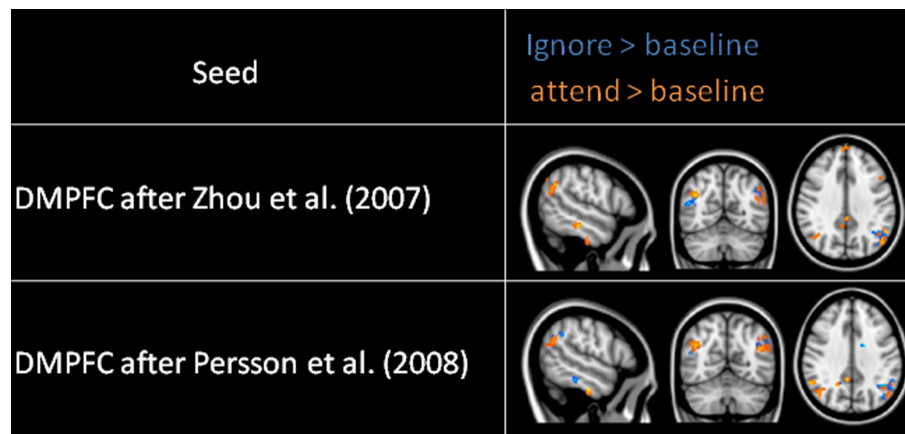 Seed
Ignore > baseline
attend > baseline
DMPFC after Zhou et al. (2007)
DMPFC after Persson et al. (2008)